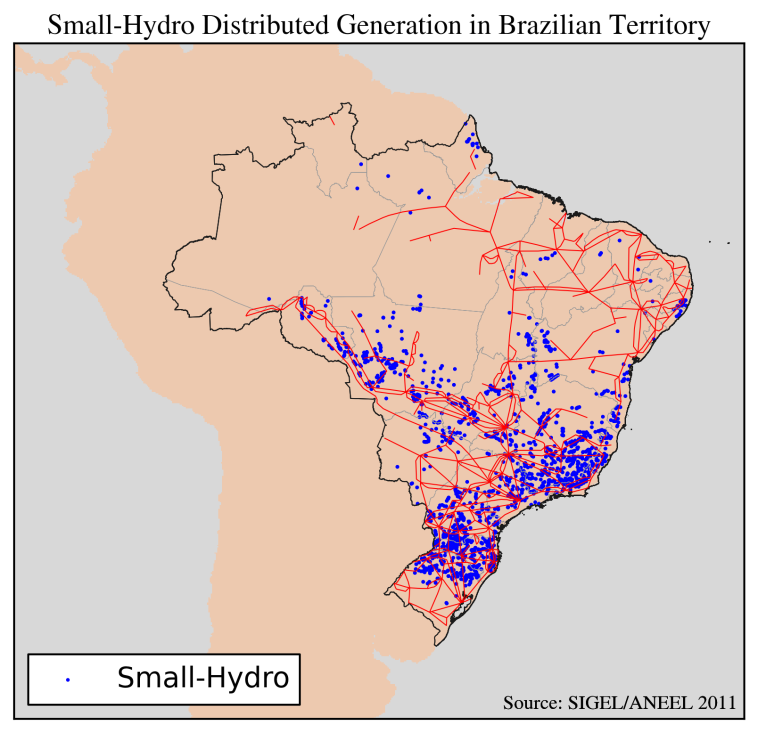 Small-Hydro Distributed Generation in Brazilian Territory
Small-Hydro
Source: SIGEL/ANEEL 2011